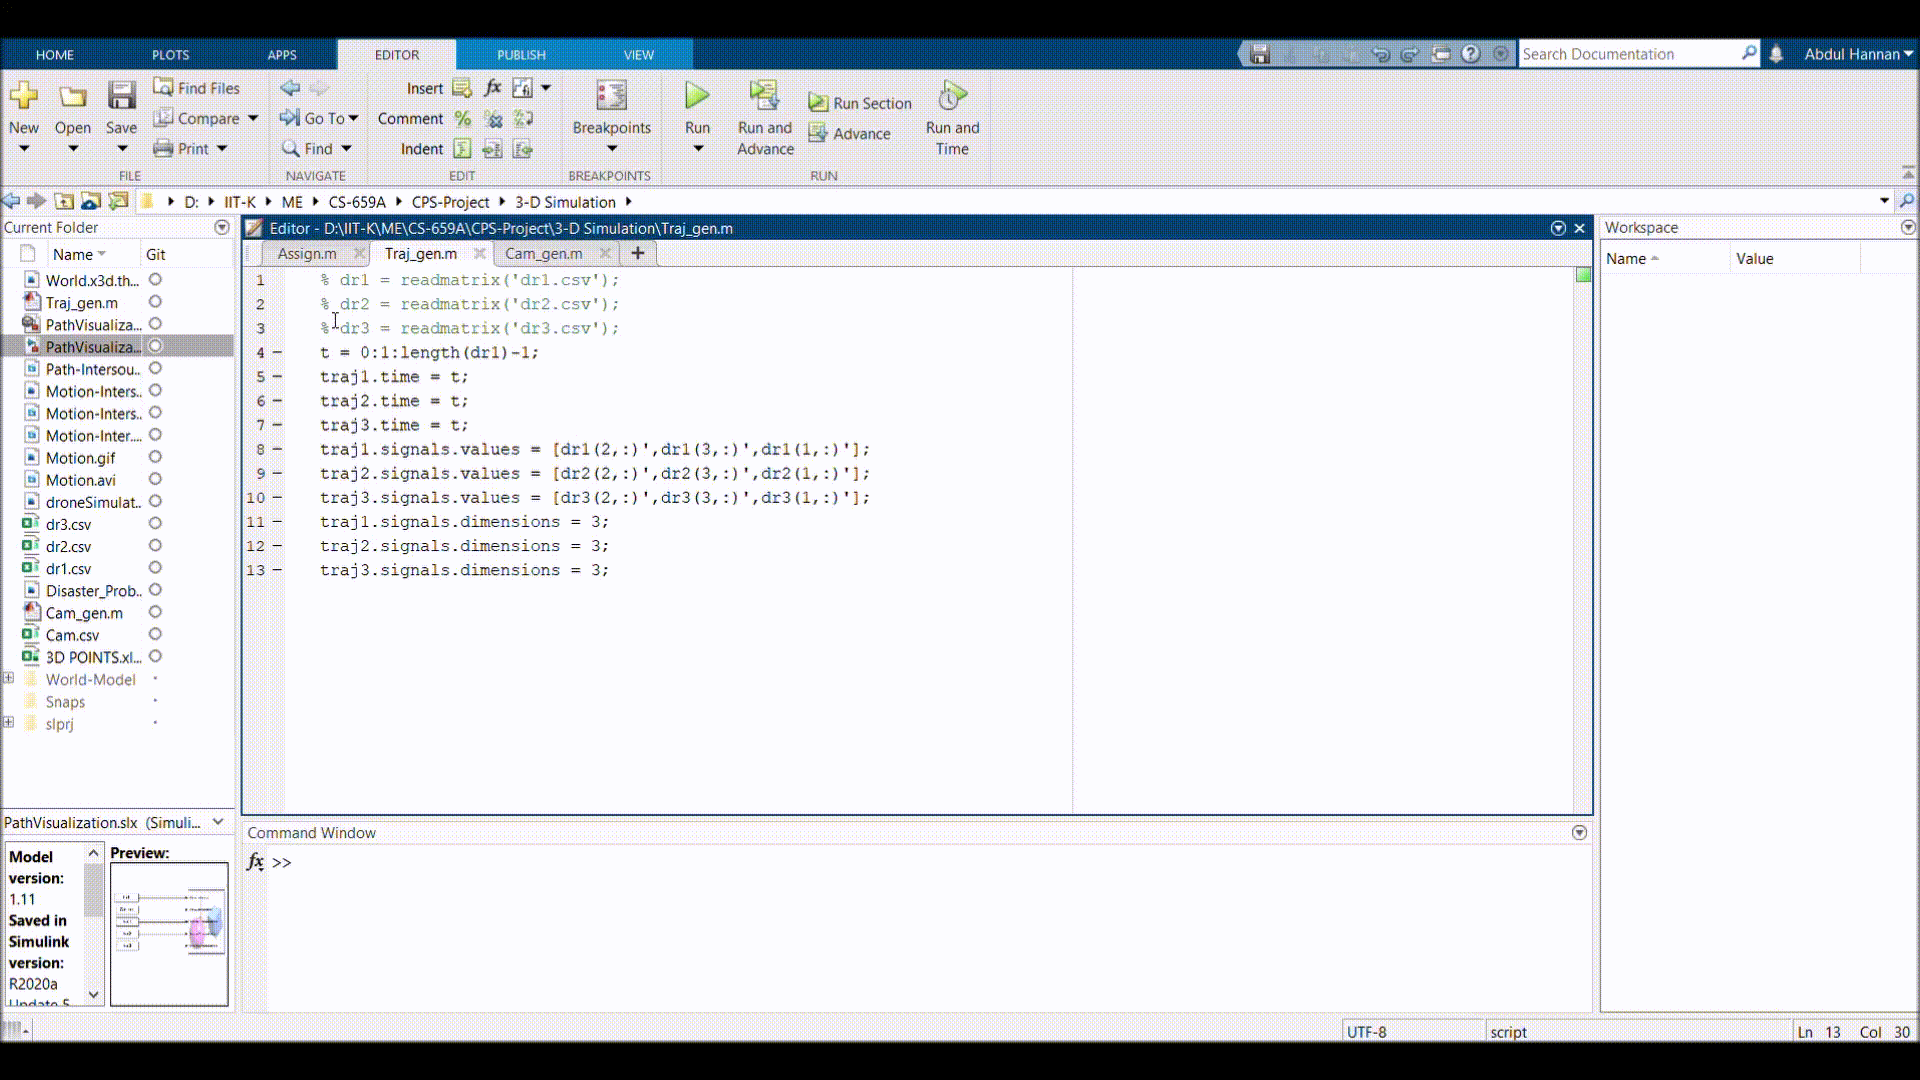 HOME PLOTS APPS EDITOR PUBLISH VIEW Search Documentation Abdul Hannan
New Open Save Find Files Compare Print Go To Find Insert Comment Indent Breakpoints Run Run and Advance Run Section Advance Run and Time
FILE NAVIGATE EDIT BREAKPOINTS RUN
D: IIT-K ME CS-659A CPS-Project 3-D Simulation
Current Folder
Name Git
World.x3d.th...
Traj_gen.m
PathVisualiza...
PathVisualiza...
Path-Intersou..
Motion-Inters..
Motion-Inters..
Motion-Inter....
Motion.gif
Motion.avi
droneSimulat..
dr3.csv
dr2.csv
dr1.csv
Disaster_Prob..
Cam_gen.m
Cam.csv
3D POINTS.xl...
World-Model
Snaps
slprj
PathVisualization.slx (Simuli...
Model version:
1.11
Saved in Simulink version:
R2020a
Update 5
Preview:
Editor - D:\IIT-K\ME\CS-659A\CPS-Project\3-D Simulation\Traj_gen.m
Assign.m Traj_gen.m Cam_gen.m
1 % dr1 = readmatrix('dr1.csv');
2 % dr2 = readmatrix('dr2.csv');
3 % dr3 = readmatrix('dr3.csv');
4 - t = 0:1:length(dr1)-1;
5 - traj1.time = t;
6 - traj2.time = t;
7 - traj3.time = t;
8 - traj1.signals.values = [dr1(2,:)',dr1(3,:)',dr1(1,:)'];
9 - traj2.signals.values = [dr2(2,:)',dr2(3,:)',dr2(1,:)'];
10 - traj3.signals.values = [dr3(2,:)',dr3(3,:)',dr3(1,:)'];
11 - traj1.signals.dimensions = 3;
12 - traj2.signals.dimensions = 3;
13 - traj3.signals.dimensions = 3;
Command Window
fx >>
Workspace
Name Value
UTF-8 script Ln 13 Col 30